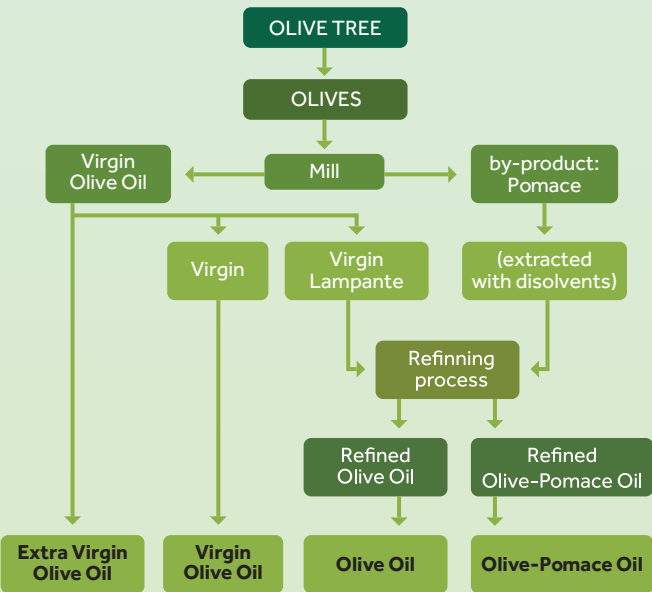 OLIVE TREE
OLIVES
Virgin
Olive Oil
Mill
by-product:
Pomace
Virgin
Virgin
Lampante
(extracted
with disolvents)
Refinning
process
Refined
Olive Oil
Refined
Olive-Pomace Oil
Extra Virgin
Olive Oil
Virgin
Olive Oil
Olive Oil
Olive-Pomace Oil